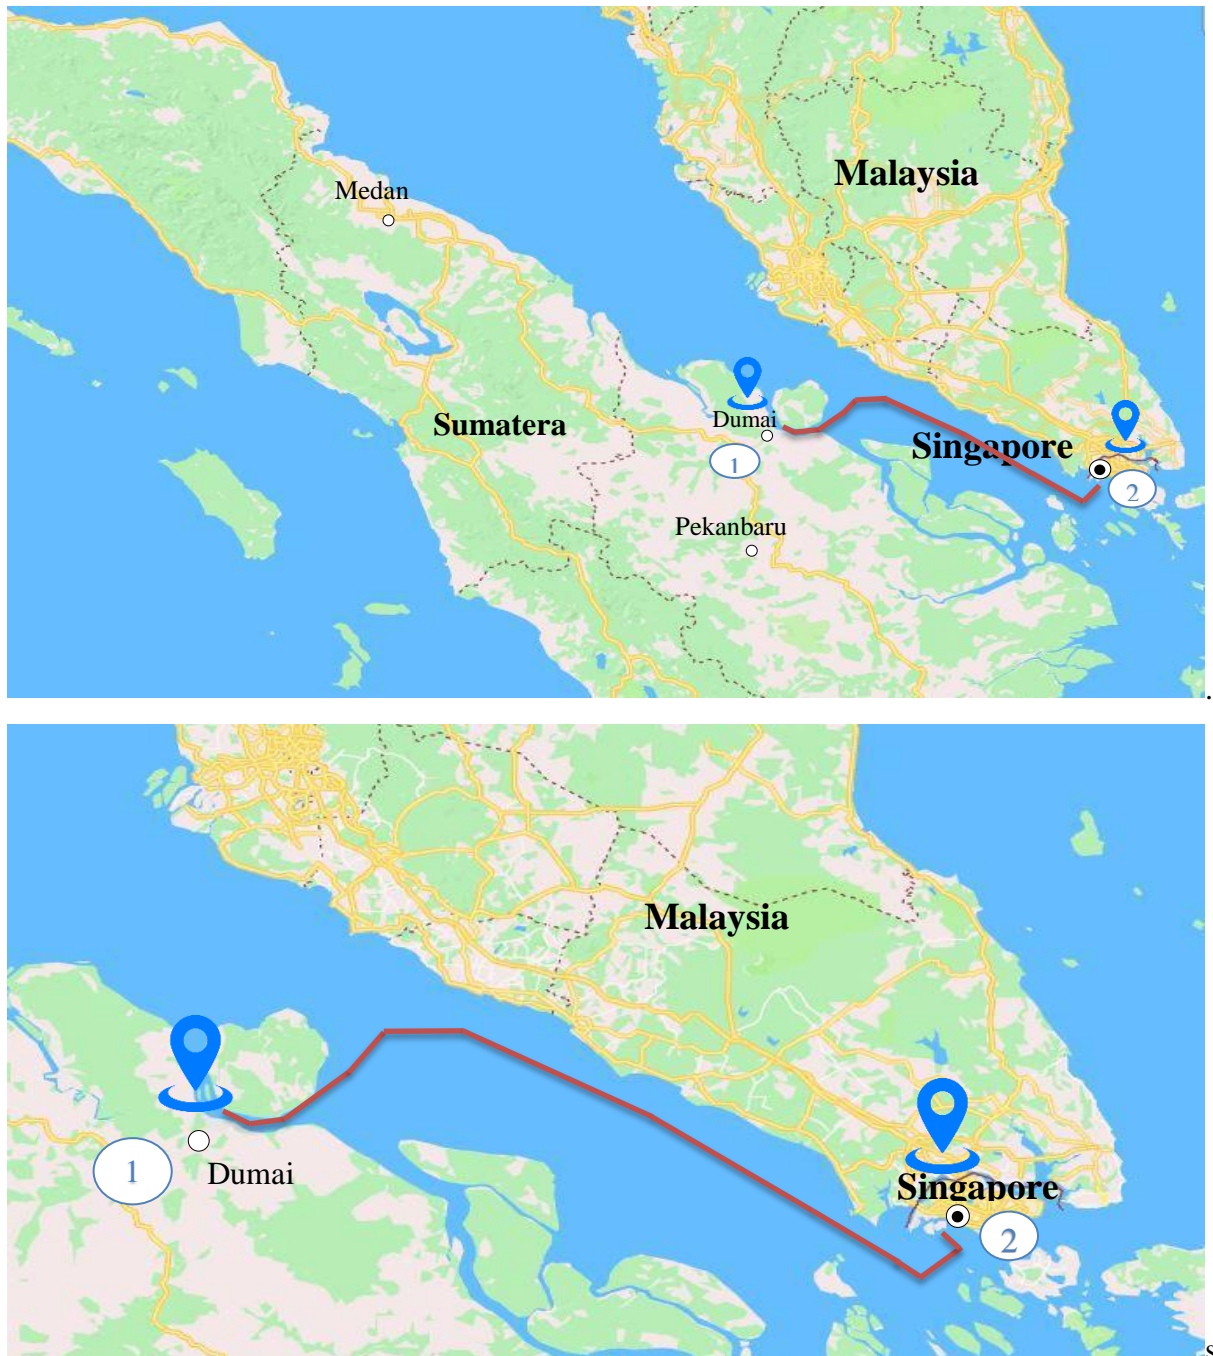 Malaysia
Medan
Sumatera
Dumai
1
Singapore
2
Pekanbaru
.
Malaysia
1
Dumai
Singapore
2
s